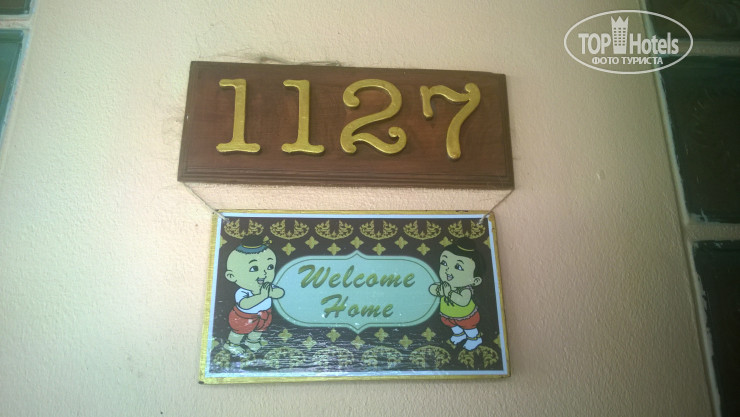 TOP Hotels
ФОТО ТУРИСТА
1127
Welcome
Home